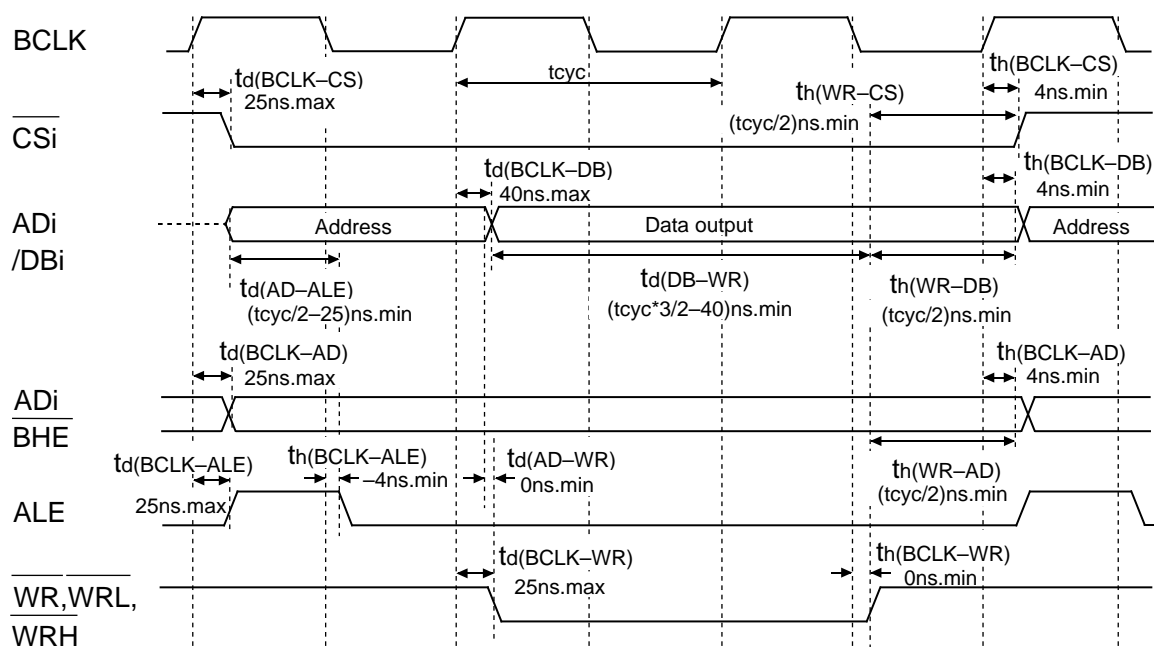 BCLK
td(BCLK–CS)
25ns.max
tcyc
th(BCLK–CS)
4ns.min
th(WR–CS)
(tcyc/2)ns.min
CSi
td(BCLK–DB)
40ns.max
th(BCLK–DB)
4ns.min
ADi
/DBi
Address
Data output
Address
td(AD–ALE)
(tcyc/2–25)ns.min
td(DB–WR)
(tcyc*3/2–40)ns.min
th(WR–DB)
(tcyc/2)ns.min
td(BCLK–AD)
25ns.max
th(BCLK–AD)
4ns.min
ADi
BHE
td(BCLK–ALE)
25ns.max
th(BCLK–ALE)
–4ns.min
td(AD–WR)
0ns.min
th(WR–AD)
(tcyc/2)ns.min
ALE
td(BCLK–WR)
25ns.max
th(BCLK–WR)
0ns.min
WR,WRL,
WRH